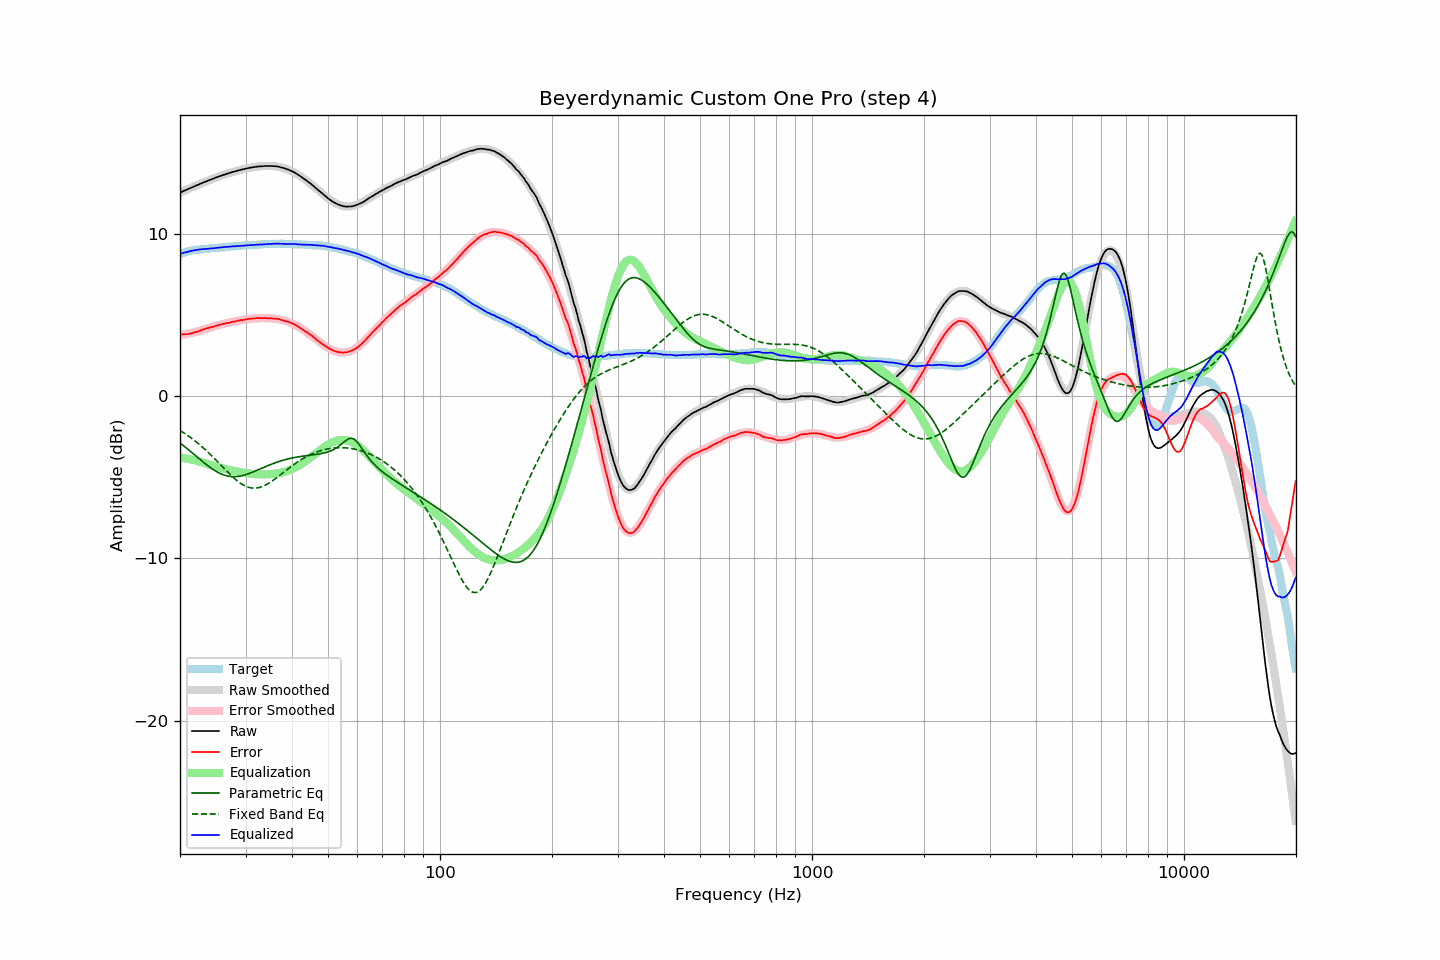 Beyerdynamic Custom One Pro (step 4)
Amplitude (dBr)
10
0
−10
−20
Target
Raw Smoothed
Error Smoothed
Raw
Error
Equalization
Parametric Eq
Fixed Band Eq
Equalized
100
1000
10000
Frequency (Hz)